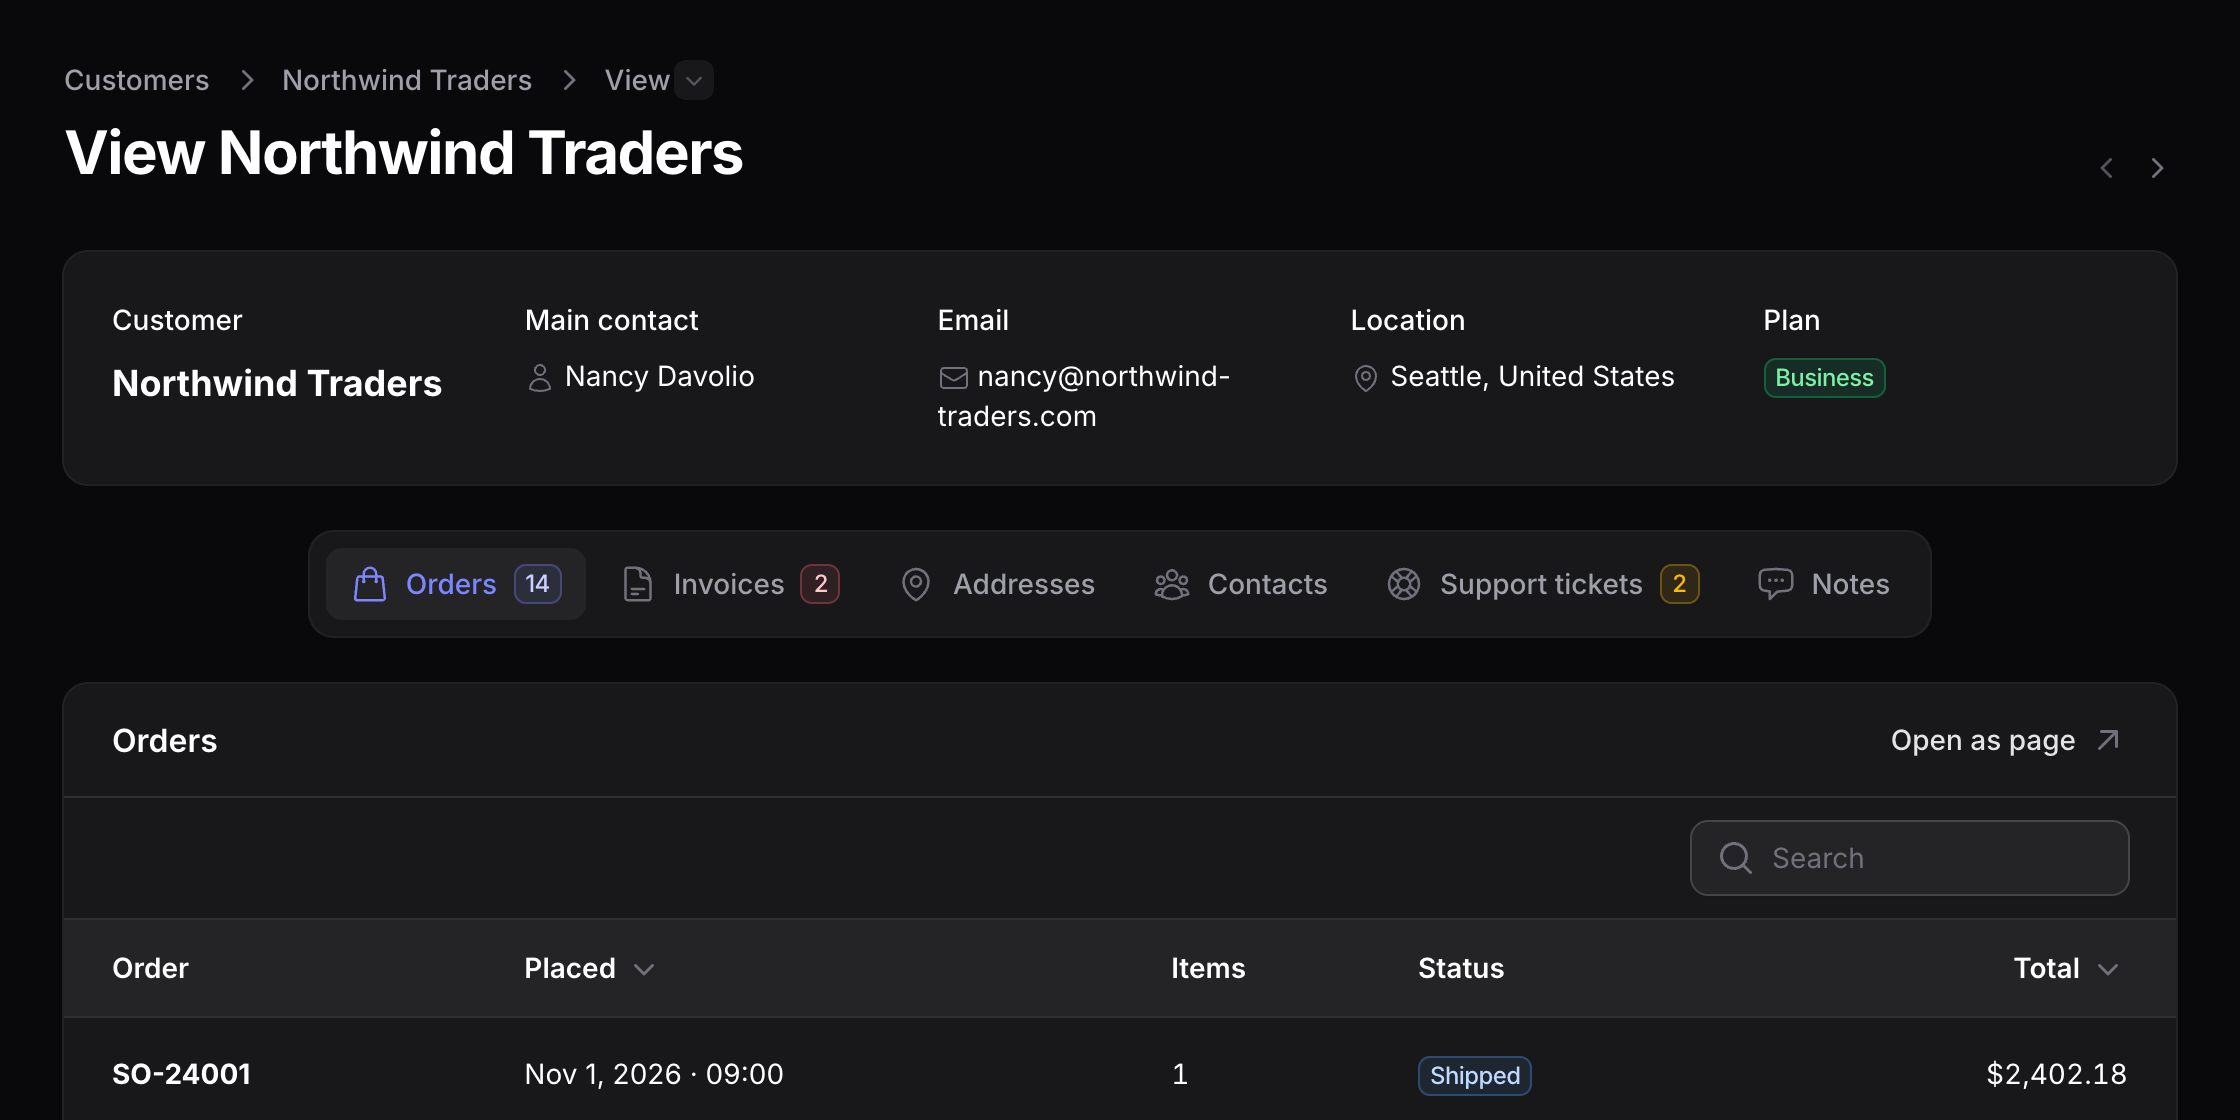 Customers Northwind Traders View
View Northwind Traders
Customer Main contact Email Location Plan
Northwind Traders Nancy Davolio nancy@northwind- Seattle, United States Business
traders.com
Orders 14 Invoices 2 Addresses Contacts Support tickets 2 Notes
Orders Open as page
Search
Order Placed Items Status Total
SO-24001 Nov 1, 2026 · 09:00 1 Shipped $2,402.18